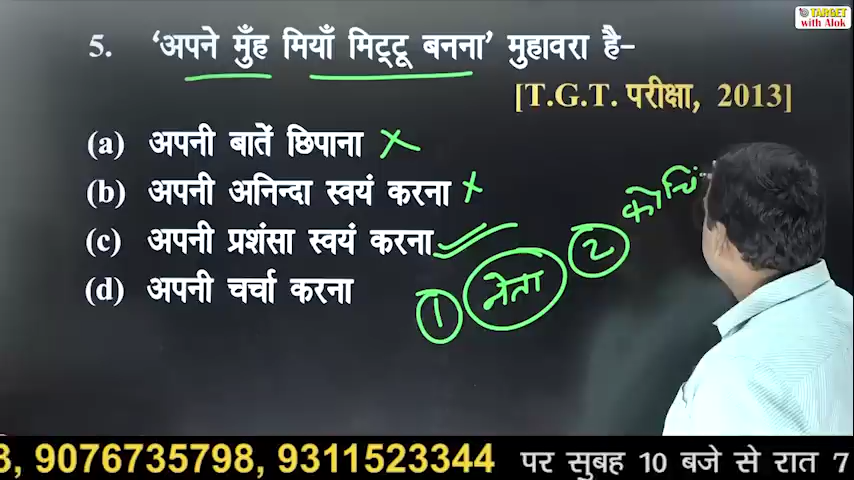 TARGET
with Alok
5. ‘अपने मुँह मियाँ मिट्ठू बनना’ मुहावरा है–
[T.G.T. परीक्षा, 2013]
(a) अपनी बातें छिपाना
(b) अपनी अनिन्दा स्वयं करना
(c) अपनी प्रशंसा स्वयं करना
(d) अपनी चर्चा करना
1 नेता 2 कोचिं
3, 9076735798, 9311523344 पर सुबह 10 बजे से रात 7